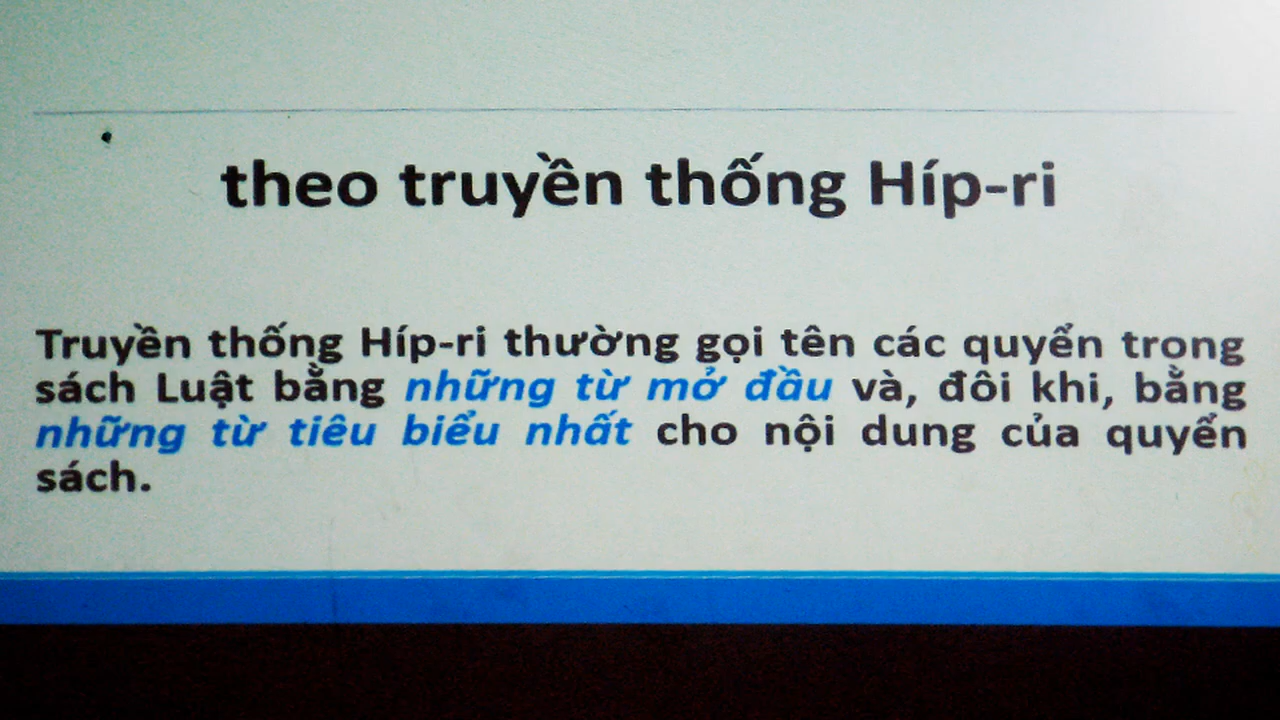 theo truyền thống Híp-ri
Truyền thống Híp-ri thường gọi tên các quyển trong
sách Luật bằng những từ mở đầu và, đôi khi, bằng
những từ tiêu biểu nhất cho nội dung của quyển
sách.